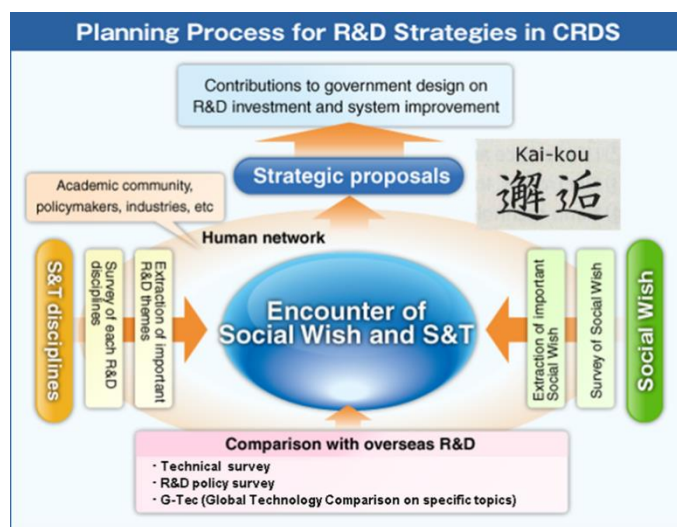 Planning Process for R&D Strategies in CRDS
Contributions to government design on
R&D investment and system improvement
Strategic proposals
Kai-kou
邂逅
Academic community,
policymakers, industries, etc
Human network
S&T disciplines
Survey of each R&D
disciplines
Extraction of important
R&D themes
Encounter of
Social Wish and S&T
Extraction of important
Social Wish
Survey of Social Wish
Social Wish
Comparison with overseas R&D
· Technical survey
· R&D policy survey
· G-Tec (Global Technology Comparison on specific topics)